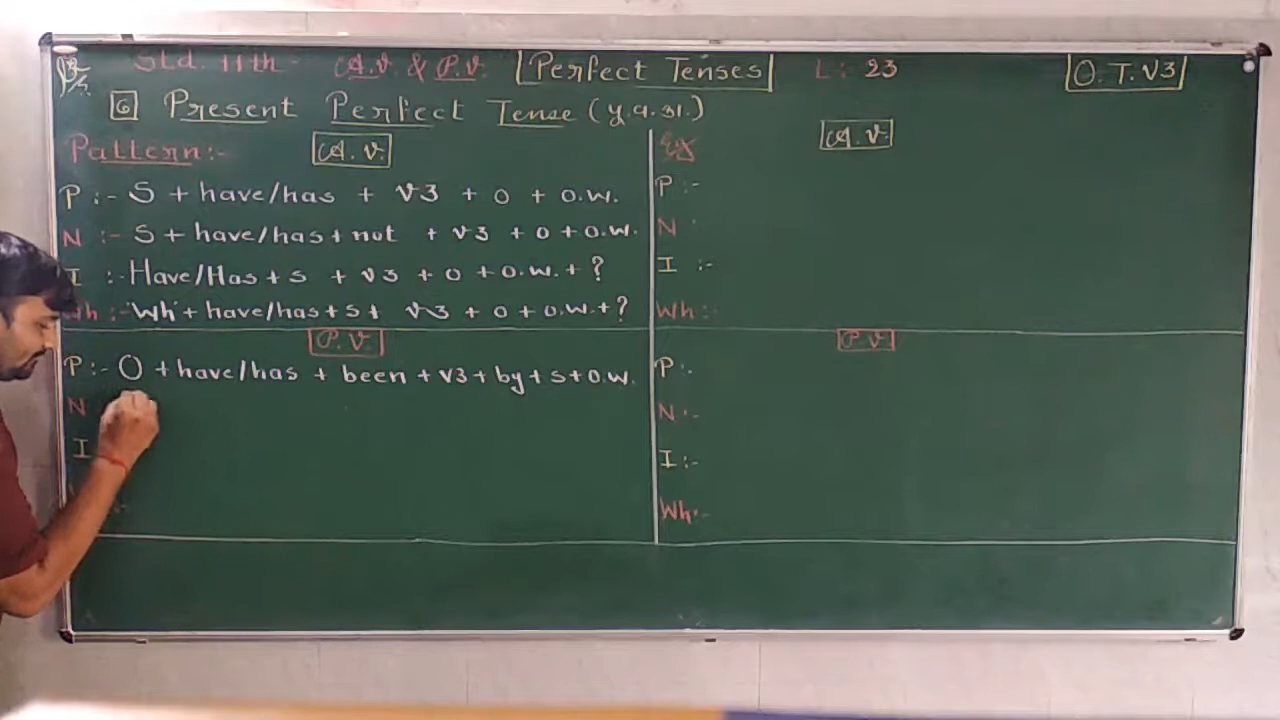 Std. 11th - A.V. & P.V. Perfect Tenses L: 23 O.T.V3
6 Present Perfect Tense (પૂ.વ.કા.)
Pattern:- A.V.
P :- S + have/has + V3 + O + O.W.
N :- S + have/has + not + V3 + O + O.W.
I :- Have/Has + S + V3 + O + O.W. + ?
Wh :- 'Wh' + have/has + S + V3 + O + O.W. + ?
P.V.
P :- O + have/has + been + V3 + by + S + O.W.
N
I
Ex A.V.
P :-
N
I :-
Wh :-
P.V.
P :-
N :-
I :-
Wh :-